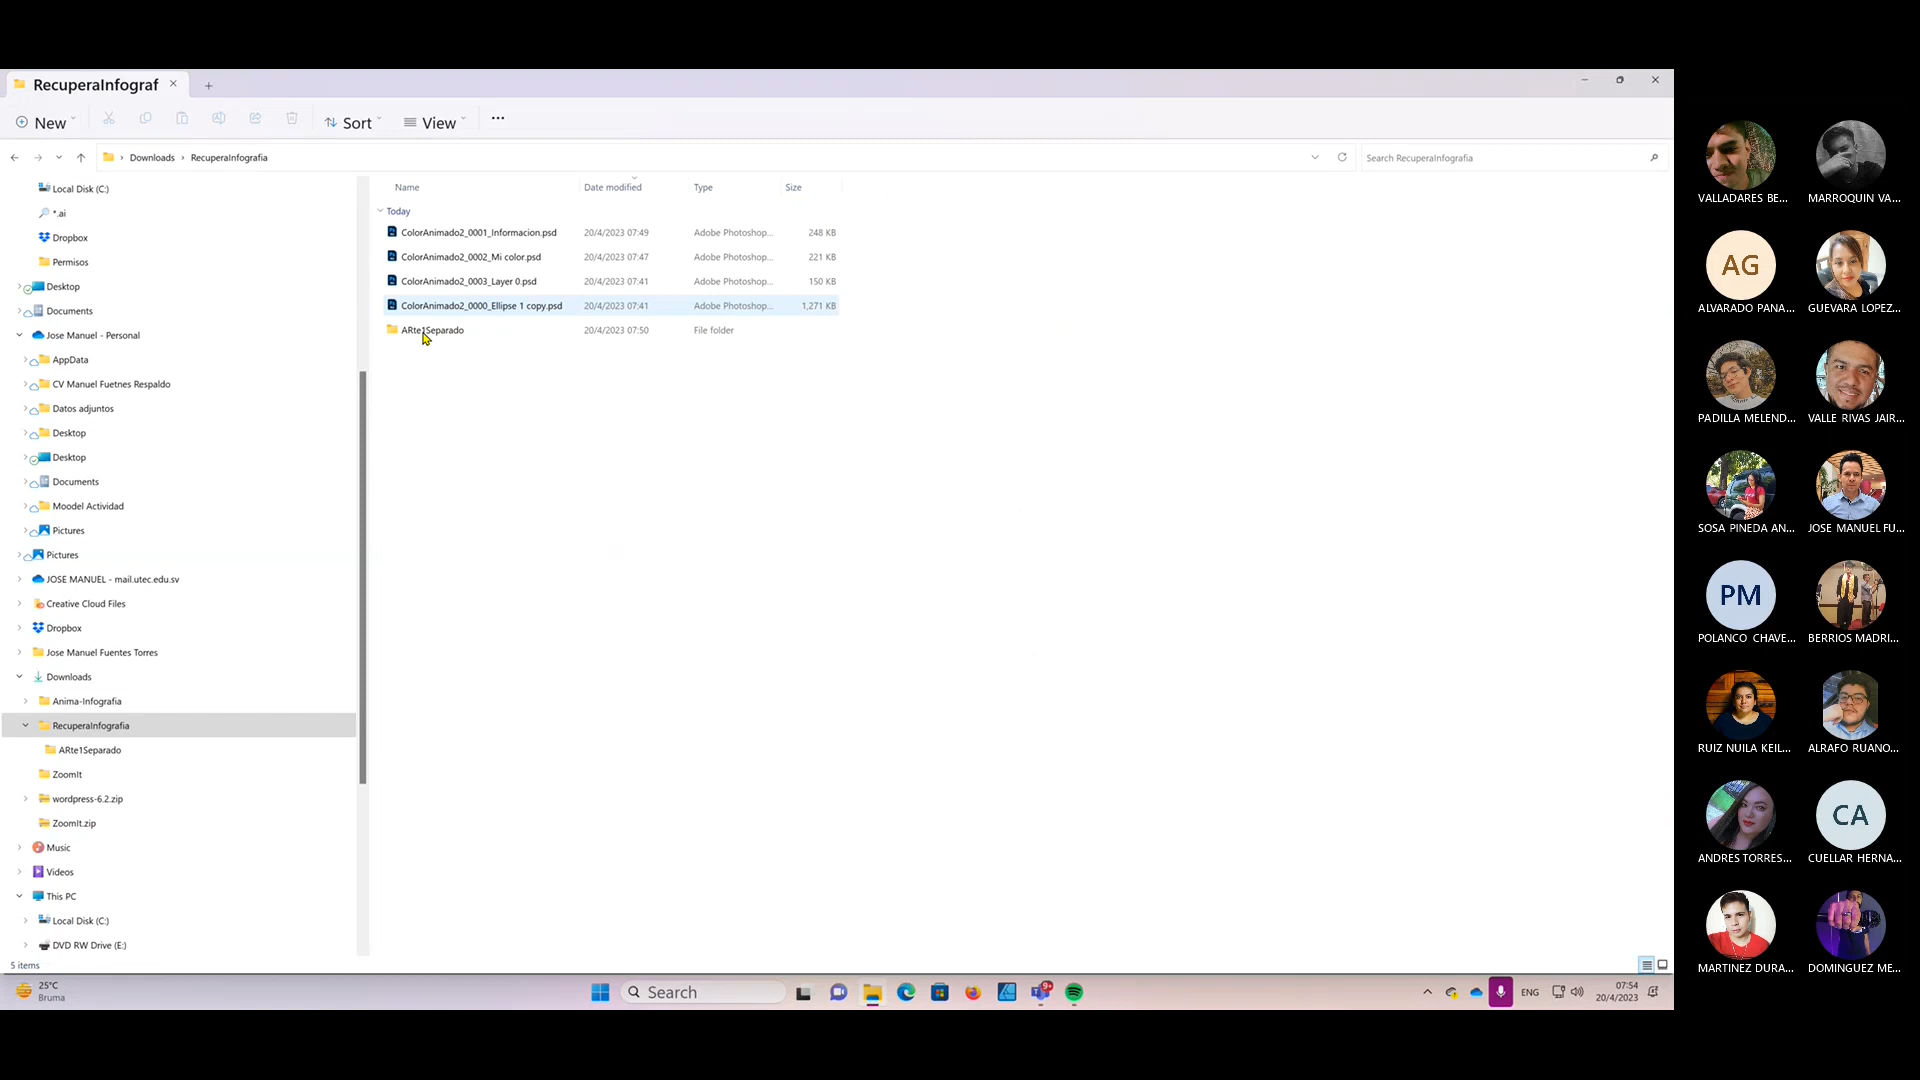 RecuperaInfograf
New
Sort
View
Downloads
RecuperaInfografia
Search RecuperaInfografia
Local Disk (C:)
*.ai
Dropbox
Permisos
Desktop
Documents
Jose Manuel - Personal
AppData
CV Manuel Fuetnes Respaldo
Datos adjuntos
Desktop
Desktop
Documents
Moodel Actividad
Pictures
Pictures
JOSE MANUEL - mail.utec.edu.sv
Creative Cloud Files
Dropbox
Jose Manuel Fuentes Torres
Downloads
Anima-Infografia
RecuperaInfografia
ARte1Separado
ZoomIt
wordpress-6.2.zip
ZoomIt.zip
Music
Videos
This PC
Local Disk (C:)
DVD RW Drive (E:)
5 items
Name Date modified Type Size
Today
ColorAnimado2_0001_Informacion.psd 20/4/2023 07:49 Adobe Photoshop... 248 KB
ColorAnimado2_0002_Mi color.psd 20/4/2023 07:47 Adobe Photoshop... 221 KB
ColorAnimado2_0003_Layer 0.psd 20/4/2023 07:41 Adobe Photoshop... 150 KB
ColorAnimado2_0000_Ellipse 1 copy.psd 20/4/2023 07:41 Adobe Photoshop... 1,271 KB
ARte1Separado 20/4/2023 07:50 File folder
25°C
Bruma
Search
9+
ENG
07:54
20/4/2023
VALLADARES BE... MARROQUIN VA...
AG
ALVARADO PANA... GUEVARA LOPEZ...
PADILLA MELEND... VALLE RIVAS JAIR...
SOSA PINEDA AN... JOSE MANUEL FU...
PM
POLANCO CHAVE... BERRIOS MADRI...
RUIZ NUILA KEIL... ALRAFO RUANO...
CA
ANDRES TORRES... CUELLAR HERNA...
MARTINEZ DURA... DOMINGUEZ ME...